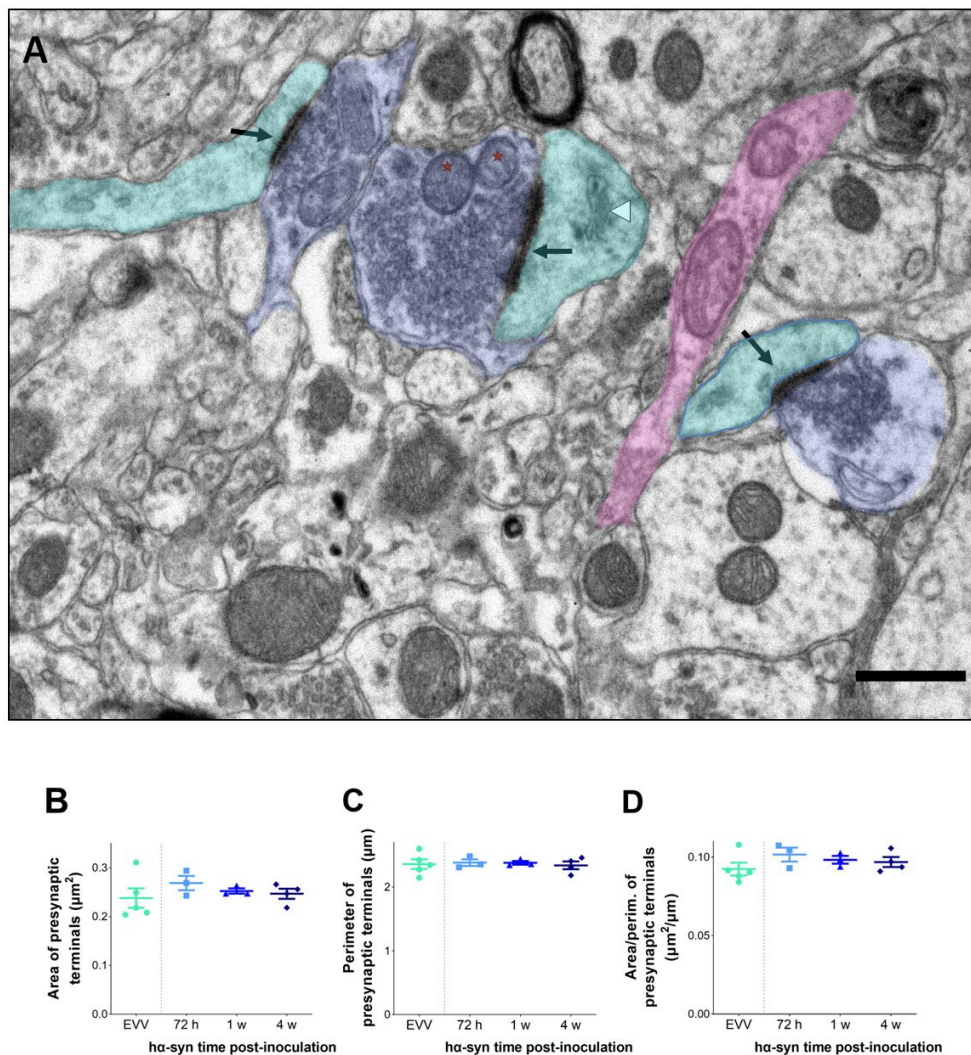 A
B
Area of presynaptic
terminals (µm²)
0.3
0.2
0.1
0.0
EVV
72 h
1 w
4 w
hα-syn time post-inoculation
C
Perimeter of
presynaptic terminals (µm)
2
1
0
EVV
72 h
1 w
4 w
hα-syn time post-inoculation
D
Area/perim. of
presynaptic terminals
(µm²/µm)
0.10
0.05
0.00
EVV
72 h
1 w
4 w
hα-syn time post-inoculation